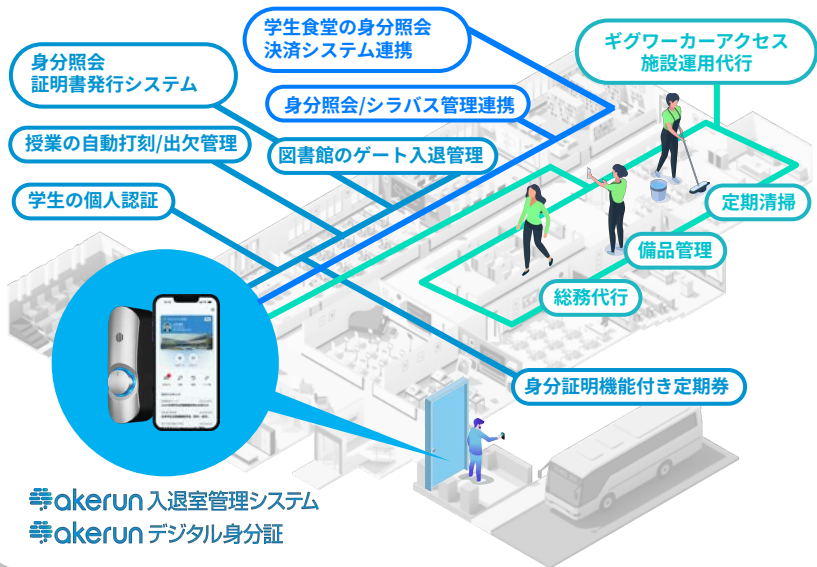 学生食堂の身分照会
決済システム連携
ギグワーカーアクセス
施設運用代行
身分照会
証明書発行システム
身分照会/シラバス管理連携
授業の自動打刻/出欠管理
図書館のゲート入退管理
学生の個人認証
定期清掃
備品管理
総務代行
身分証明機能付き定期券
akerun 入退室管理システム
akerun デジタル身分証